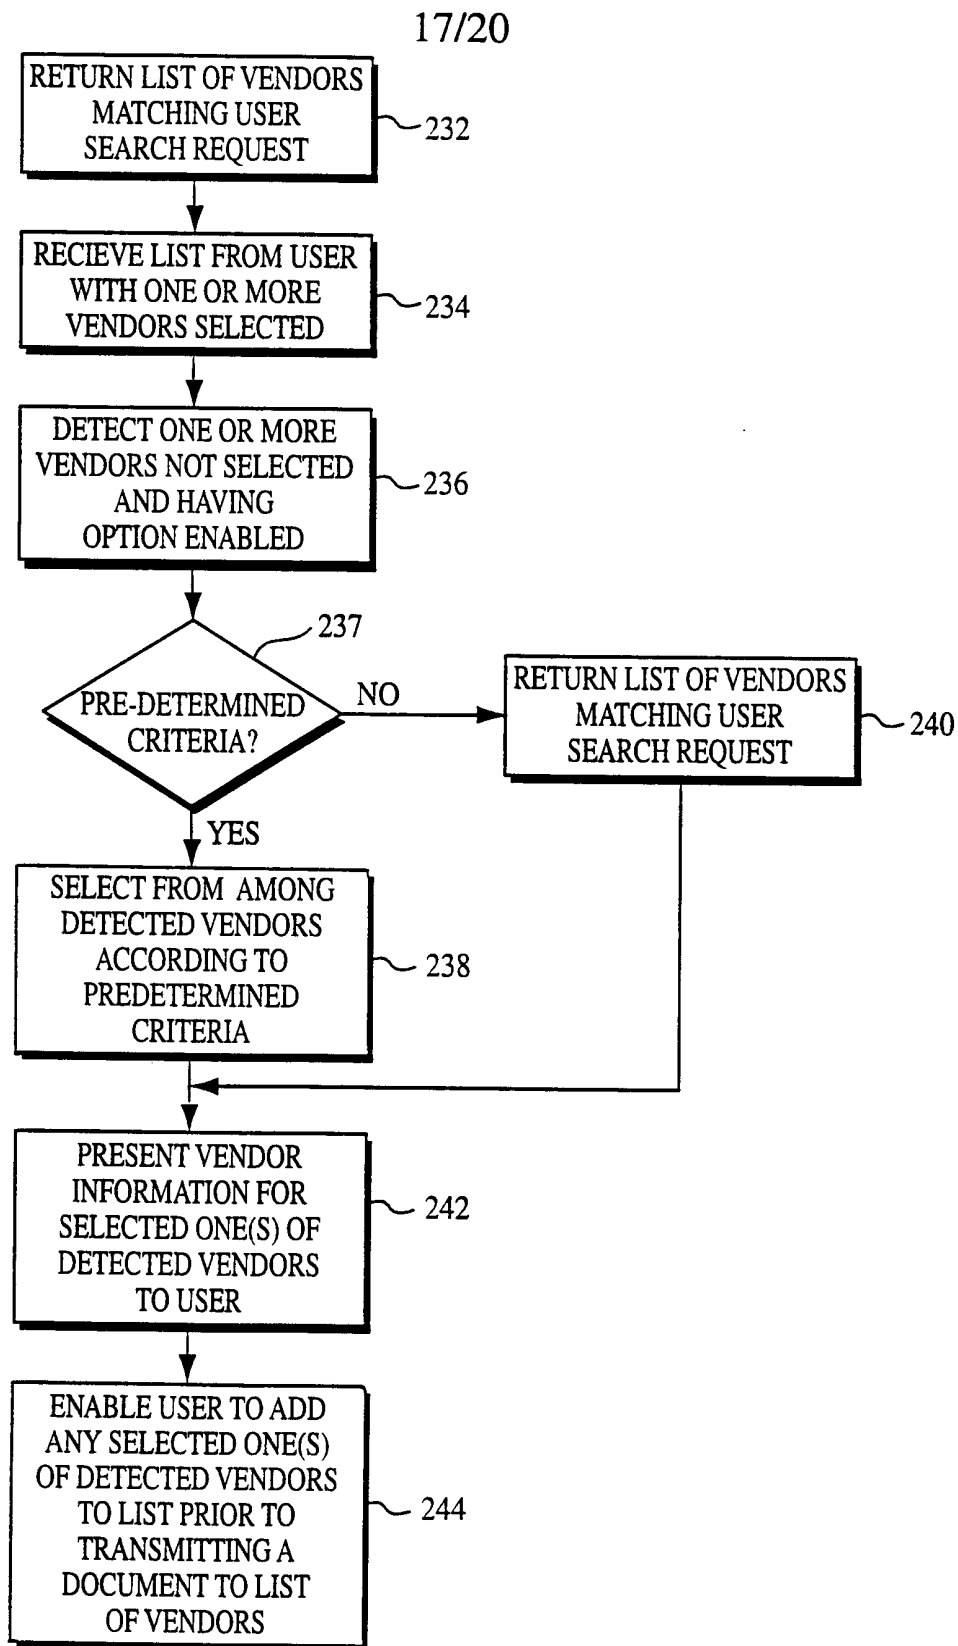 17/20
RETURN LIST OF VENDORS
MATCHING USER
SEARCH REQUEST
232
RECIEVE LIST FROM USER
WITH ONE OR MORE
VENDORS SELECTED
234
DETECT ONE OR MORE
VENDORS NOT SELECTED
AND HAVING
OPTION ENABLED
236
237
PRE-DETERMINED
CRITERIA?
NO
RETURN LIST OF VENDORS
MATCHING USER
SEARCH REQUEST
240
YES
SELECT FROM AMONG
DETECTED VENDORS
ACCORDING TO
PREDETERMINED
CRITERIA
238
PRESENT VENDOR
INFORMATION FOR
SELECTED ONE(S) OF
DETECTED VENDORS
TO USER
242
ENABLE USER TO ADD
ANY SELECTED ONE(S)
OF DETECTED VENDORS
TO LIST PRIOR TO
TRANSMITTING A
DOCUMENT TO LIST
OF VENDORS
244